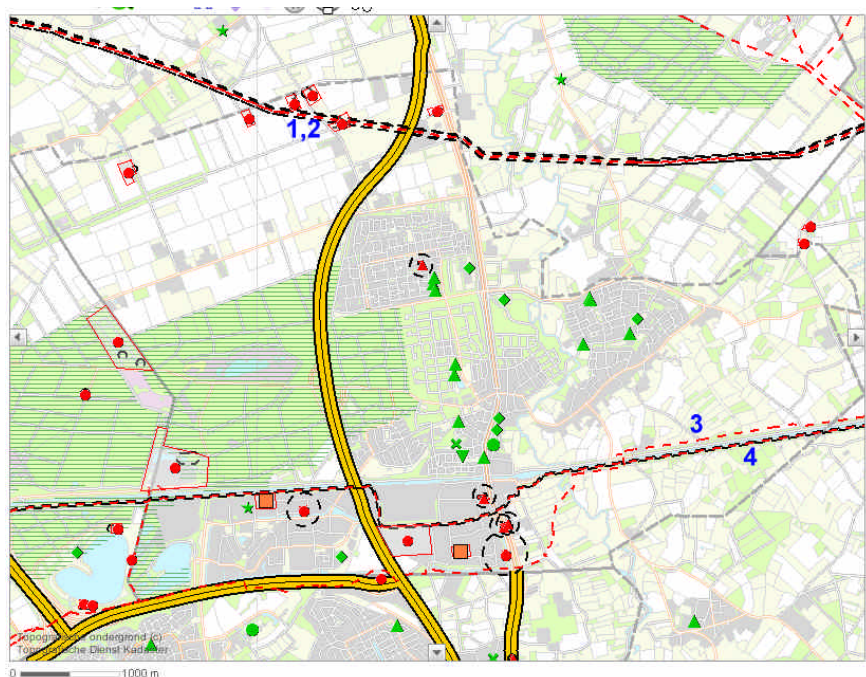 1,2
3
4
Topografische ondergrond (c)
Topografische Dienst Kadaster
0 1000 m